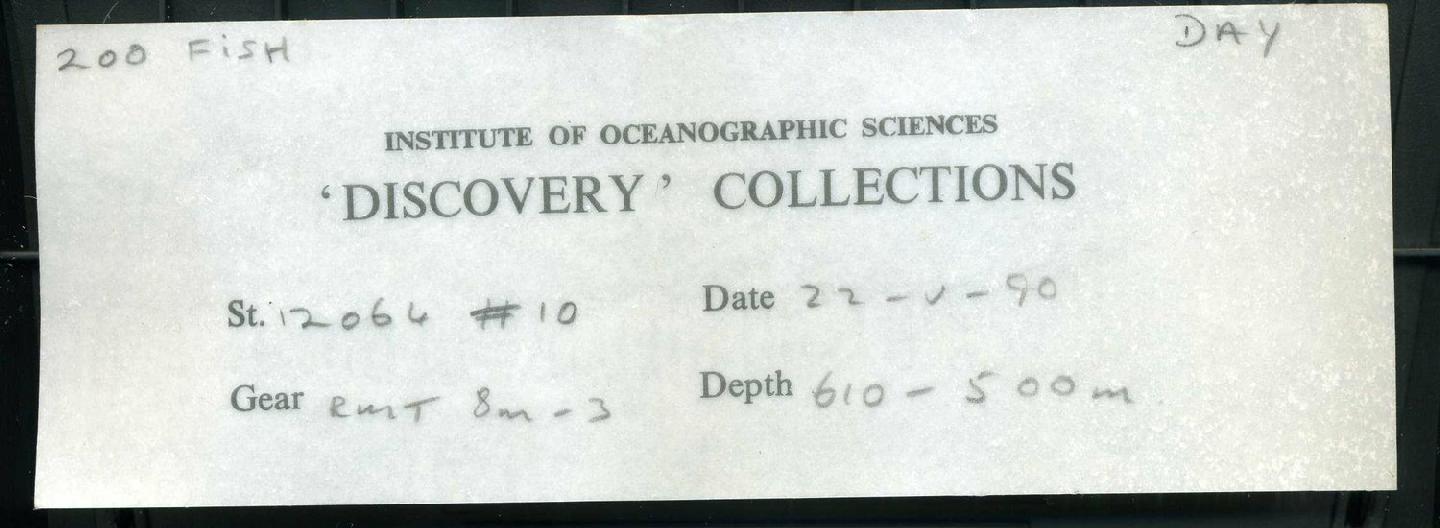 200 FiSH DAY
INSTITUTE OF OCEANOGRAPHIC SCIENCES
‘DISCOVERY’ COLLECTIONS
St. 12064 #10 Date 22-v-90
Gear RMT 8m-3 Depth 610-500m.